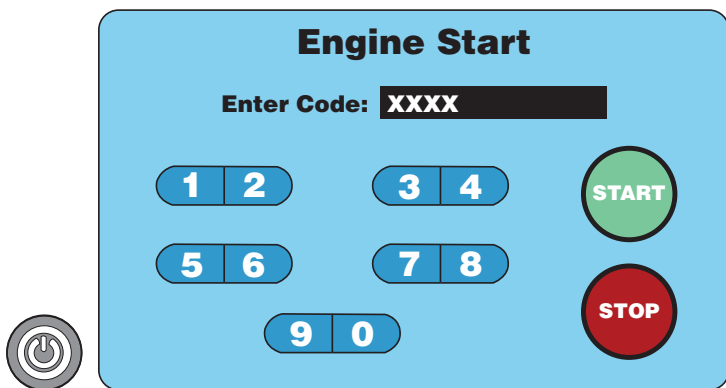 Engine Start
Enter Code: XXXX
1 2 3 4
START
5 6 7 8
STOP
9 0